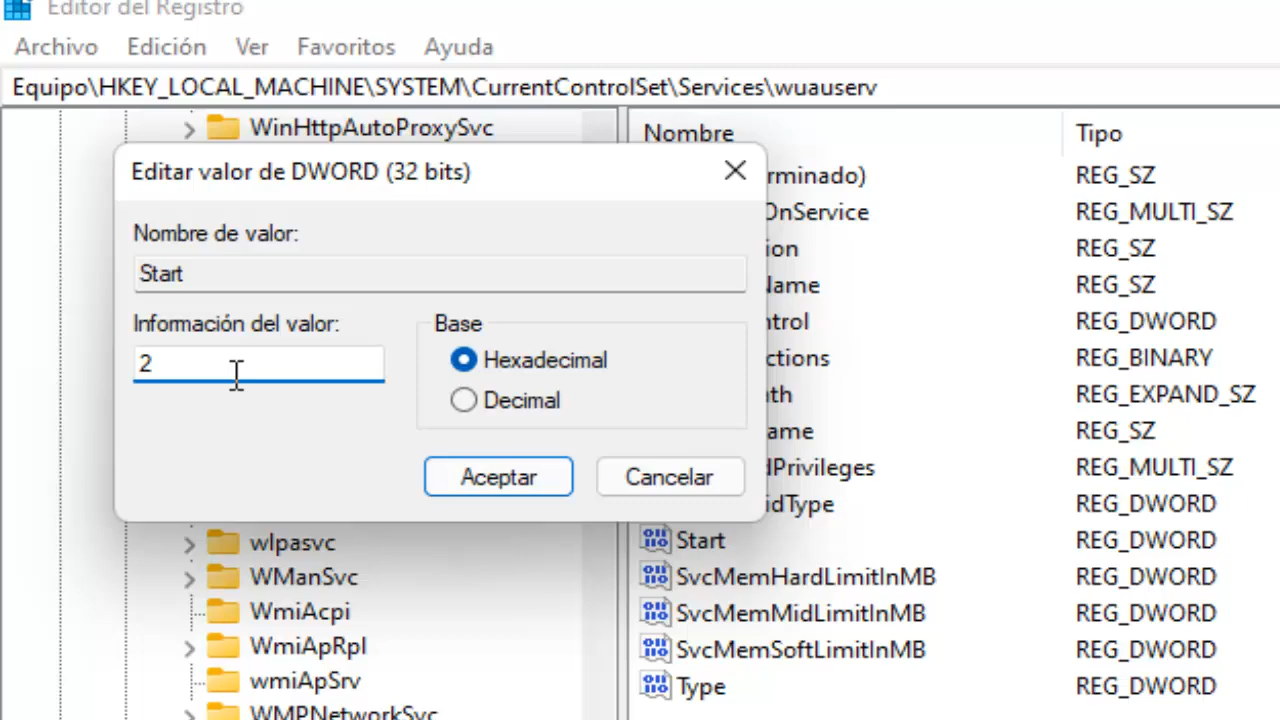 Editor del Registro
Archivo Edición Ver Favoritos Ayuda
Equipo\HKEY_LOCAL_MACHINE\SYSTEM\CurrentControlSet\Services\wuauserv
WinHttpAutoProxySvc
Editar valor de DWORD (32 bits)
Nombre de valor:
Start
Información del valor:
2
Base
Hexadecimal
Decimal
Aceptar Cancelar
wlpasvc
WManSvc
WmiAcpi
WmiApRpl
wmiApSrv
WMPNetworkSvc
Nombre Tipo
rminado) REG_SZ
OnService REG_MULTI_SZ
ion REG_SZ
Name REG_SZ
ntrol REG_DWORD
ctions REG_BINARY
th REG_EXPAND_SZ
ame REG_SZ
dPrivileges REG_MULTI_SZ
idType REG_DWORD
Start REG_DWORD
SvcMemHardLimitInMB REG_DWORD
SvcMemMidLimitInMB REG_DWORD
SvcMemSoftLimitInMB REG_DWORD
Type REG_DWORD